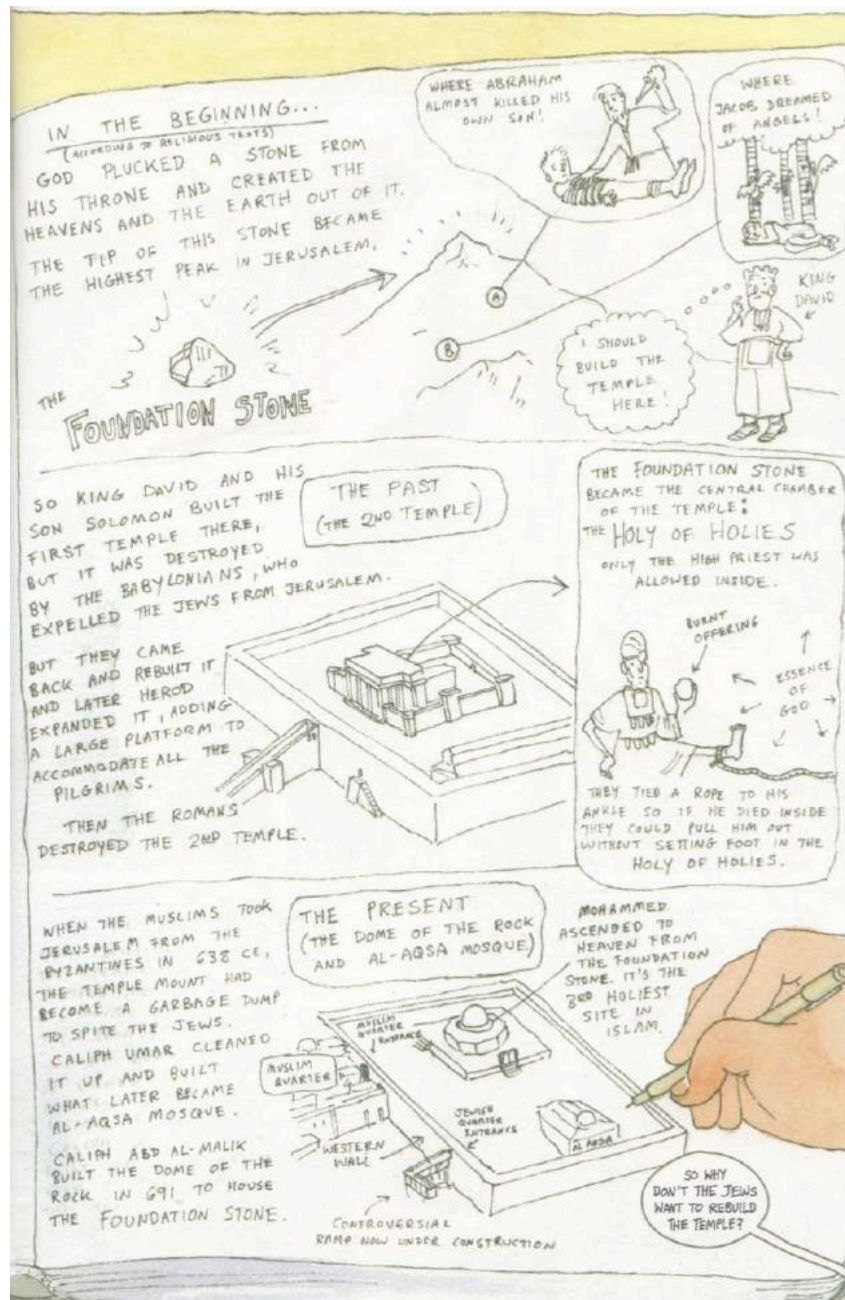 IN THE BEGINNING...
(ACCORDING TO RELIGIOUS TEXTS)
GOD PLUCKED A STONE FROM
HIS THRONE AND CREATED THE
HEAVENS AND THE EARTH OUT OF IT.
THE TIP OF THIS STONE BECAME
THE HIGHEST PEAK IN JERUSALEM.
THE
FOUNDATION STONE
WHERE ABRAHAM
ALMOST KILLED HIS
OWN SON!
WHERE
JACOB DREAMED
OF ANGELS!
A
B
KING
DAVID
I SHOULD
BUILD THE
TEMPLE
HERE!
SO KING DAVID AND HIS
SON SOLOMON BUILT THE
FIRST TEMPLE THERE,
BUT IT WAS DESTROYED
BY THE BABYLONIANS, WHO
EXPELLED THE JEWS FROM JERUSALEM.
BUT THEY CAME
BACK AND REBUILT IT
AND LATER HEROD
EXPANDED IT, ADDING
A LARGE PLATFORM TO
ACCOMMODATE ALL THE
PILGRIMS.
THEN THE ROMANS
DESTROYED THE 2ND TEMPLE.
THE PAST
(THE 2ND TEMPLE)
THE FOUNDATION STONE
BECAME THE CENTRAL CHAMBER
OF THE TEMPLE:
THE HOLY OF HOLIES
ONLY THE HIGH PRIEST WAS
ALLOWED INSIDE.
BURNT
OFFERING
ESSENCE
OF
GOD
THEY TIED A ROPE TO HIS
ANKLE SO IF HE DIED INSIDE
THEY COULD PULL HIM OUT
WITHOUT SETTING FOOT IN THE
HOLY OF HOLIES.
WHEN THE MUSLIMS TOOK
JERUSALEM FROM THE
BYZANTINES IN 638 CE,
THE TEMPLE MOUNT HAD
BECOME A GARBAGE DUMP
TO SPITE THE JEWS.
CALIPH UMAR CLEANED
IT UP AND BUILT
WHAT LATER BECAME
AL-AQSA MOSQUE.
CALIPH ABD AL-MALIK
BUILT THE DOME OF THE
ROCK IN 691 TO HOUSE
THE FOUNDATION STONE.
THE PRESENT
(THE DOME OF THE ROCK
AND AL-AQSA MOSQUE)
MOHAMMED
ASCENDED TO
HEAVEN FROM
THE FOUNDATION
STONE. IT'S THE
3RD HOLIEST
SITE IN
ISLAM.
MUSLIM
QUARTER
ENTRANCE
MUSLIM
QUARTER
JEWISH
QUARTER
ENTRANCE
WESTERN
WALL
AL AQSA
CONTROVERSIAL
RAMP NOW UNDER CONSTRUCTION
SO WHY
DON'T THE JEWS
WANT TO REBUILD
THE TEMPLE?